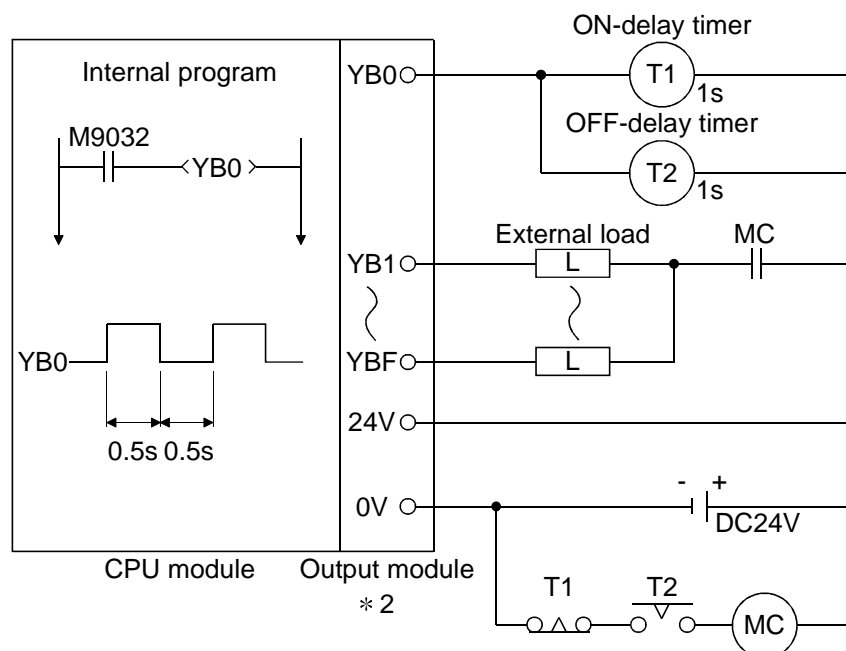 ON-delay timer
Internal program
YB0
T1
1s
OFF-delay timer
M9032
YB0
T2
1s
External load
MC
YB1
L
YB0
YBF
L
24V
0.5s 0.5s
- +
0V
DC24V
CPU module
Output module
*2
T1
T2
MC